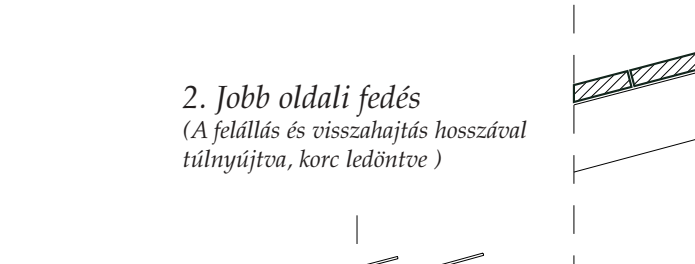 2. Jobb oldali fedés
(A felállás és visszahajtás hosszával
túlnyújtva, korc ledöntve )